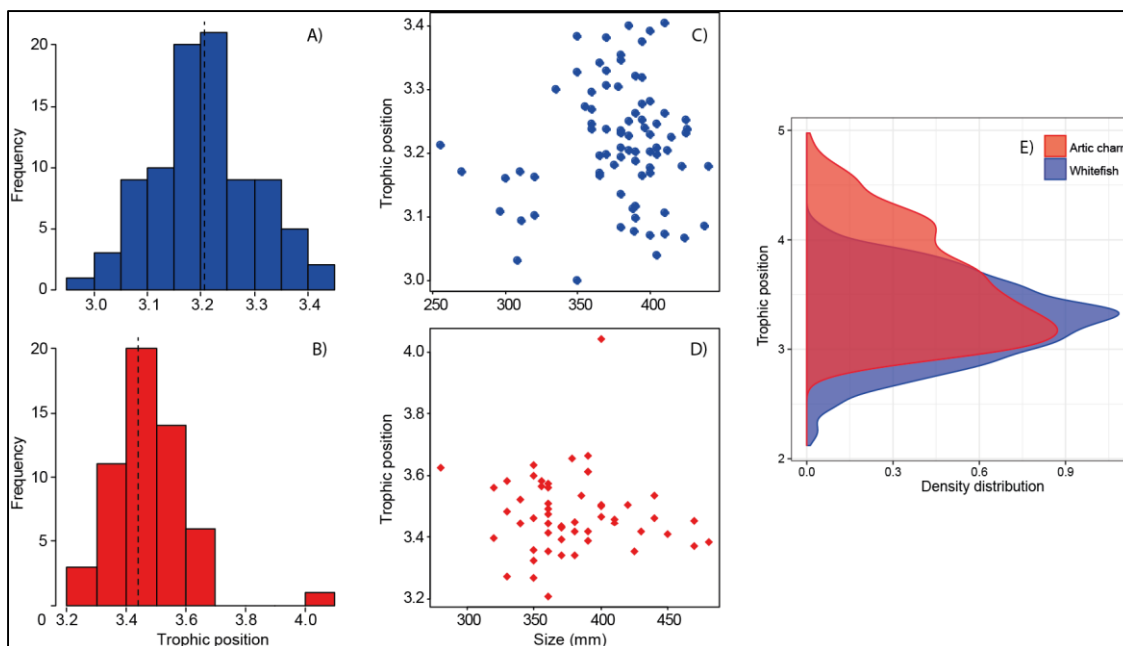 A)
Frequency
20
15
10
5
0
3.0 3.1 3.2 3.3 3.4
B)
Frequency
20
15
10
5
0
3.2 3.4 3.6 3.8 4.0
Trophic position
C)
Trophic position
3.4
3.3
3.2
3.1
3.0
250 300 350 400
D)
Trophic position
4.0
3.8
3.6
3.4
3.2
300 350 400 450
Size (mm)
E)
Artic charr
Whitefish
Trophic position
5
4
3
2
0.0 0.3 0.6 0.9
Density distribution